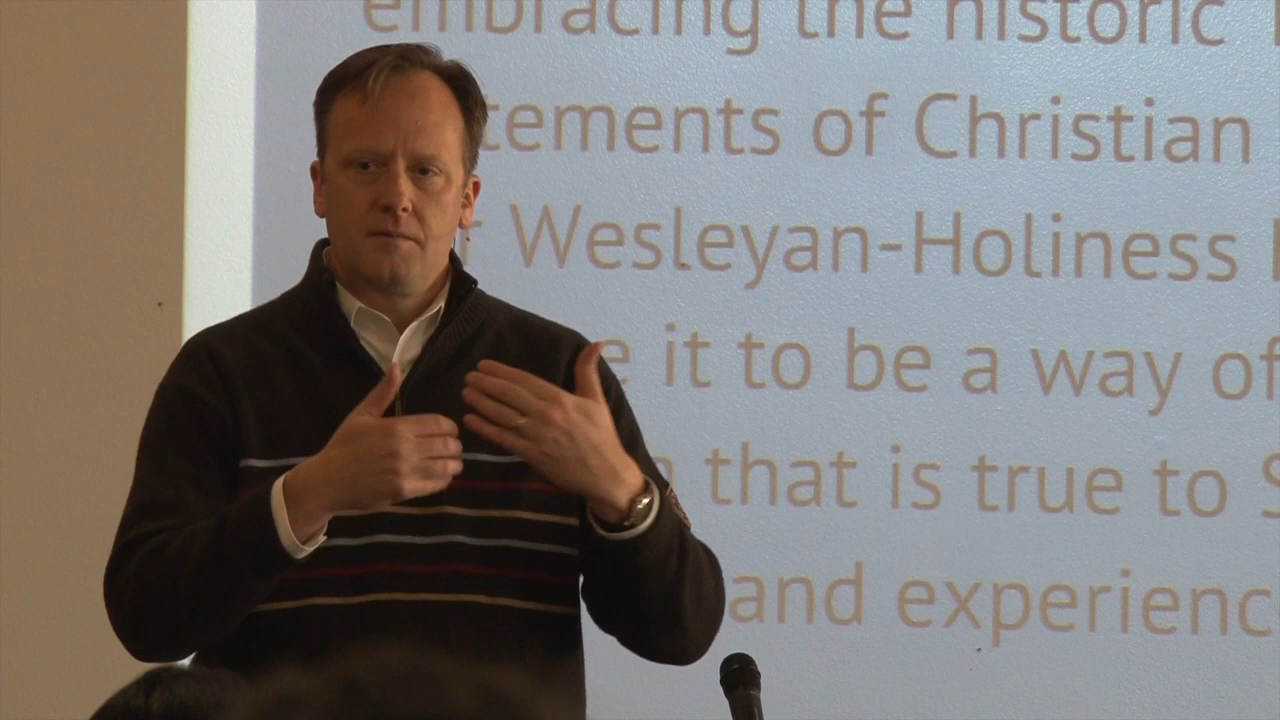 embracing the historic
tements of Christian
f Wesleyan-Holiness
e it to be a way of
that is true to S
and experienc